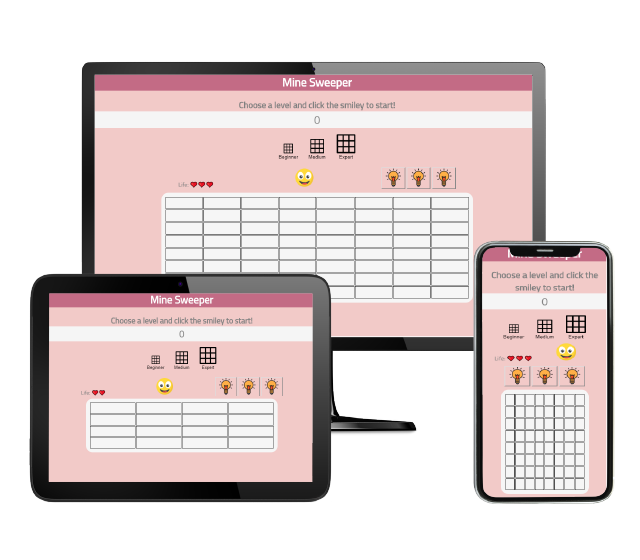 Mine Sweeper
Choose a level and click the smiley to start!
0
Beginner Medium Expert
Life:
Mine Sweeper
Choose a level and click the smiley to start!
0
Beginner Medium Expert
Life:
Mine Sweeper
Choose a level and click the
smiley to start!
0
Beginner Medium Expert
Life: